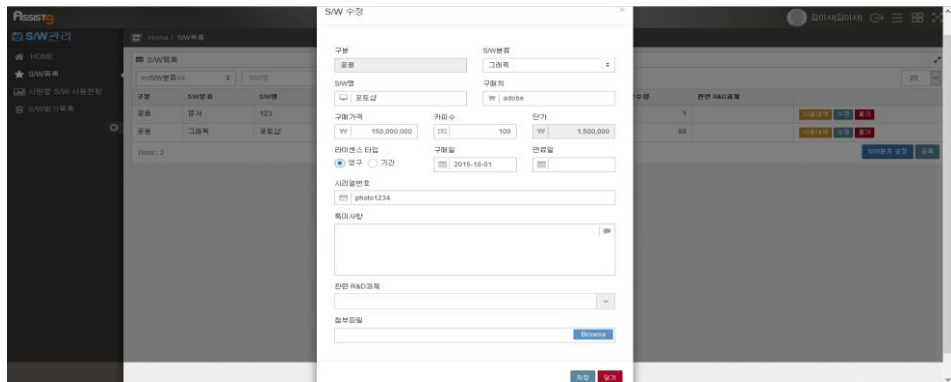 Assist9
김이사(김이사)
S/W관리
Home / S/W목록
HOME
S/W목록
사원별 S/W 사용현황
S/W폐기목록
S/W목록
==S/W분류==
S/W명
20
구분 S/W분류 S/W명 관련 R&D과제
공용 문서 123 1 사용내역 수정 폐기
공용 그래픽 포토샵 99 사용내역 수정 폐기
Total : 2
S/W분류 설정 등록
S/W 수정
구분 S/W분류
공용 그래픽
S/W명 구매처
포토샵 adobe
구매가격 카피수 단가
₩ 150,000,000 100 ₩ 1,500,000
라이센스 타입 구매일 만료일
영구 기간 2015-10-01
시리얼번호
photo1234
특이사항
관련 R&D과제
첨부파일
Browse
저장 닫기